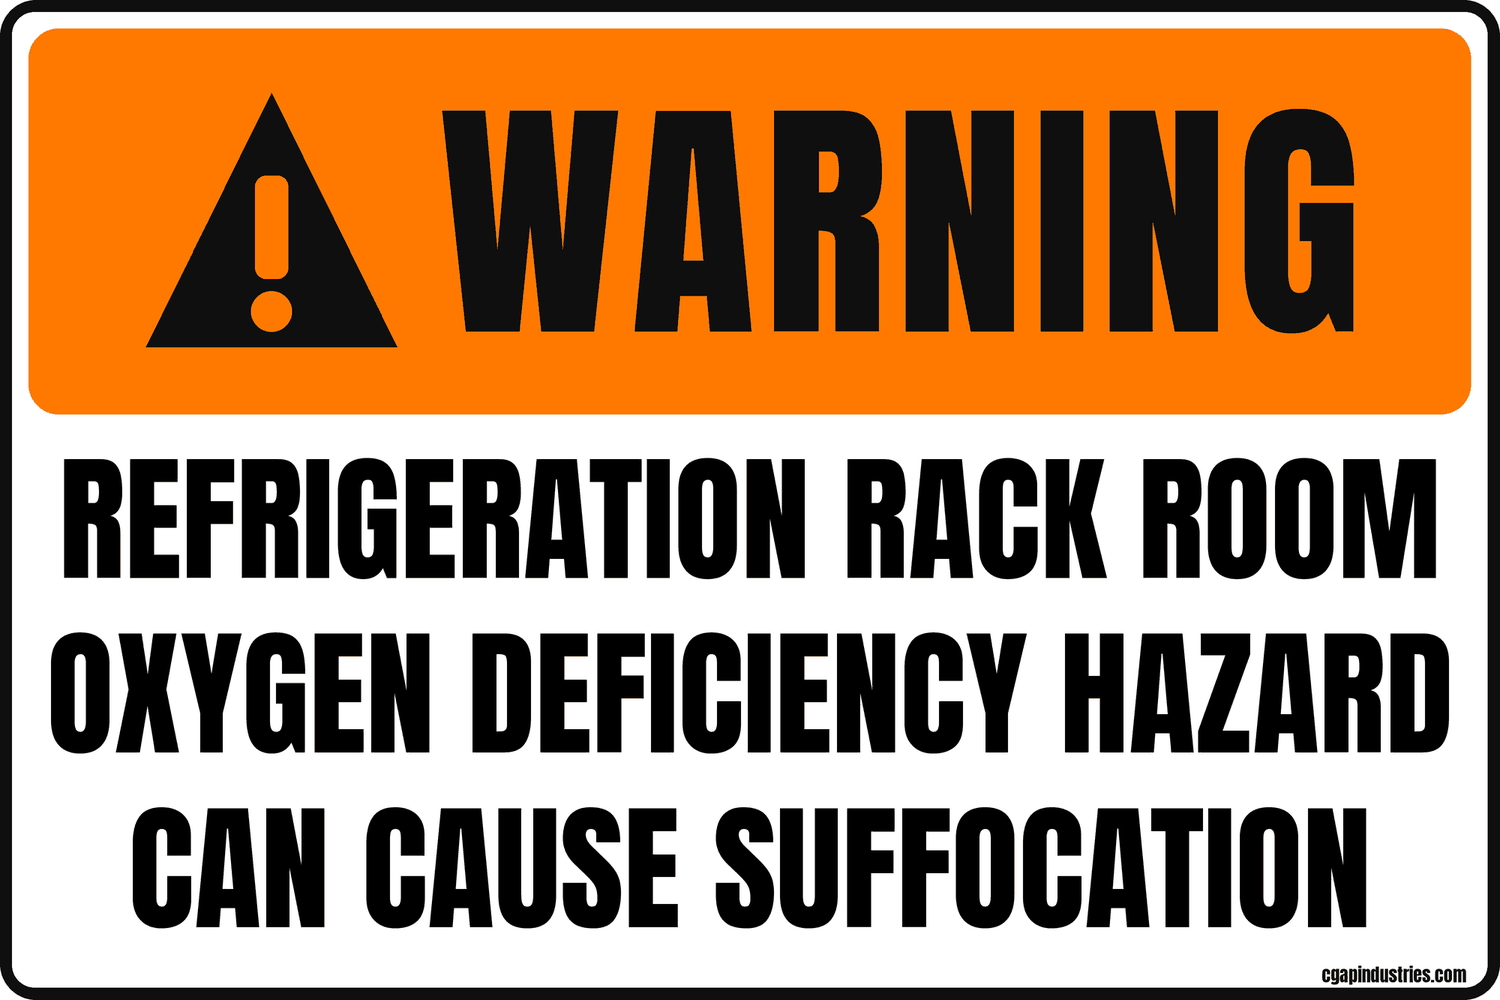 WARNING
REFRIGERATION RACK ROOM
OXYGEN DEFICIENCY HAZARD
CAN CAUSE SUFFOCATION
cgapindustries.com